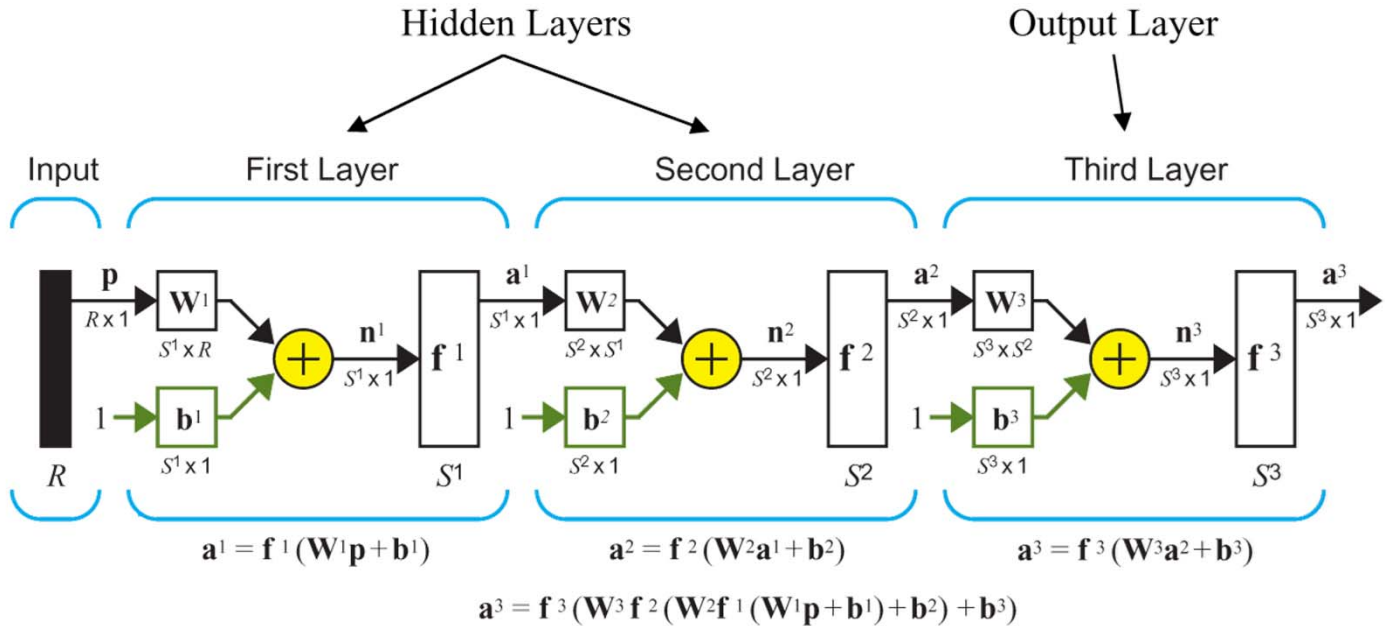 Hidden Layers Output Layer
Input First Layer Second Layer Third Layer
p W¹ n¹ f ¹ a¹ W² n² f ² a² W³ n³ f ³ a³
R x 1 S¹ x R S¹ x 1 S¹ x 1 S² x S¹ S² x 1 S² x 1 S³ x S² S³ x 1 S³ x 1
+ + +
1 b¹ 1 b² 1 b³
S¹ x 1 S² x 1 S³ x 1
R S¹ S² S³
a¹ = f ¹ (W¹p + b¹) a² = f ² (W²a¹ + b²) a³ = f ³ (W³a² + b³)
a³ = f ³ (W³ f ² (W²f ¹ (W¹p + b¹) + b²) + b³)